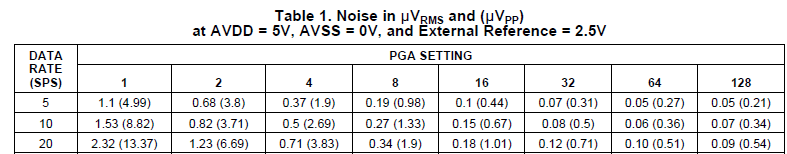 Table 1. Noise in μVRMS and (μVPP)
at AVDD = 5V, AVSS = 0V, and External Reference = 2.5V
DATA RATE (SPS) PGA SETTING
1 2 4 8 16 32 64 128
5 1.1 (4.99) 0.68 (3.8) 0.37 (1.9) 0.19 (0.98) 0.1 (0.44) 0.07 (0.31) 0.05 (0.27) 0.05 (0.21)
10 1.53 (8.82) 0.82 (3.71) 0.5 (2.69) 0.27 (1.33) 0.15 (0.67) 0.08 (0.5) 0.06 (0.36) 0.07 (0.34)
20 2.32 (13.37) 1.23 (6.69) 0.71 (3.83) 0.34 (1.9) 0.18 (1.01) 0.12 (0.71) 0.10 (0.51) 0.09 (0.54)